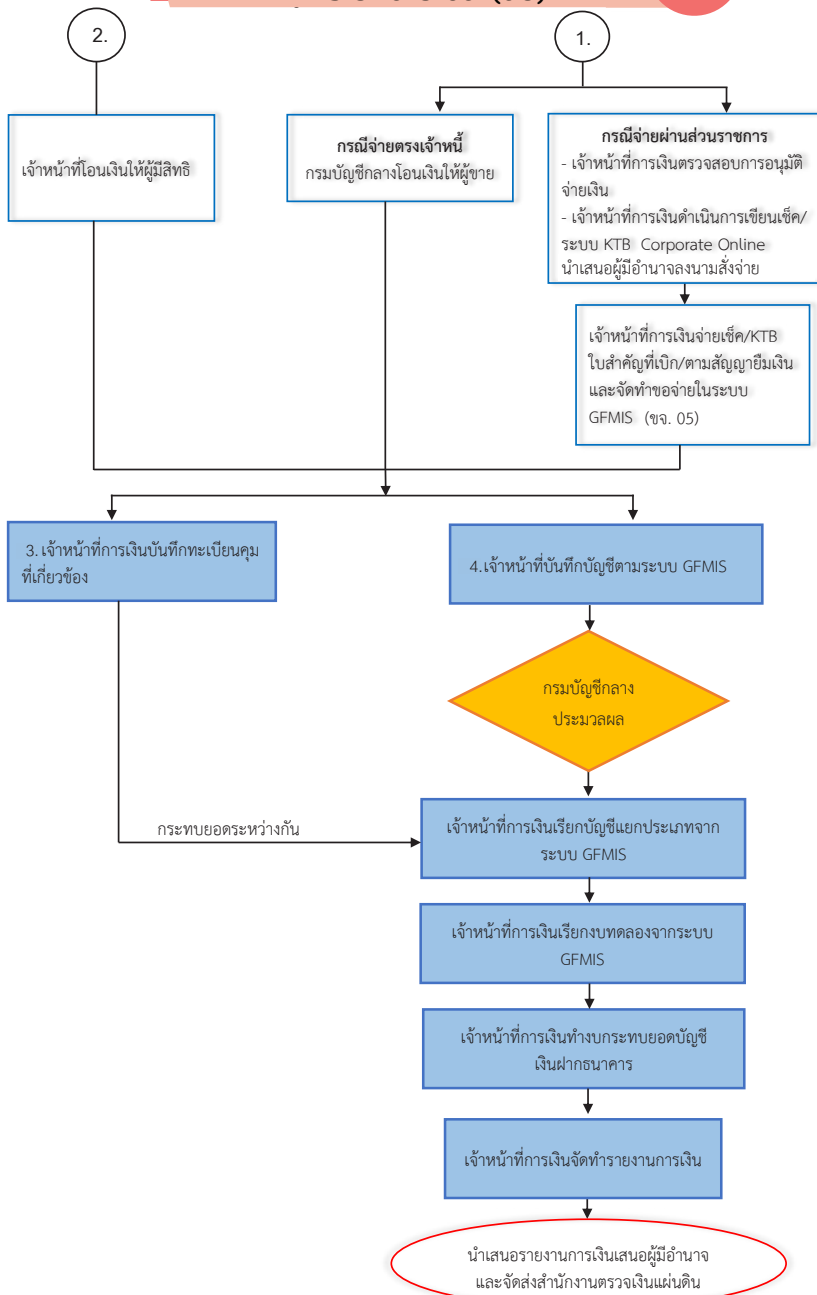 (ต่อ)
2.
1.
เจ้าหน้าที่โอนเงินให้ผู้มีสิทธิ
กรณีจ่ายตรงเจ้าหนี้
กรมบัญชีกลางโอนเงินให้ผู้ขาย
กรณีจ่ายผ่านส่วนราชการ
- เจ้าหน้าที่การเงินตรวจสอบการอนุมัติ
จ่ายเงิน
- เจ้าหน้าที่การเงินดำเนินการเขียนเช็ค/
ระบบ KTB Corporate Online
นำเสนอผู้มีอำนาจลงนามสั่งจ่าย
เจ้าหน้าที่การเงินจ่ายเช็ค/KTB
ใบสำคัญที่เบิก/ตามสัญญายืมเงิน
และจัดทำขอจ่ายในระบบ
GFMIS (ขจ. 05)
3. เจ้าหน้าที่การเงินบันทึกทะเบียนคุม
ที่เกี่ยวข้อง
4.เจ้าหน้าที่บันทึกบัญชีตามระบบ GFMIS
กรมบัญชีกลาง
ประมวลผล
กระทบยอดระหว่างกัน
เจ้าหน้าที่การเงินเรียกบัญชีแยกประเภทจาก
ระบบ GFMIS
เจ้าหน้าที่การเงินเรียกงบทดลองจากระบบ
GFMIS
เจ้าหน้าที่การเงินทำงบกระทบยอดบัญชี
เงินฝากธนาคาร
เจ้าหน้าที่การเงินจัดทำรายงานการเงิน
นำเสนอรายงานการเงินเสนอผู้มีอำนาจ
และจัดส่งสำนักงานตรวจเงินแผ่นดิน